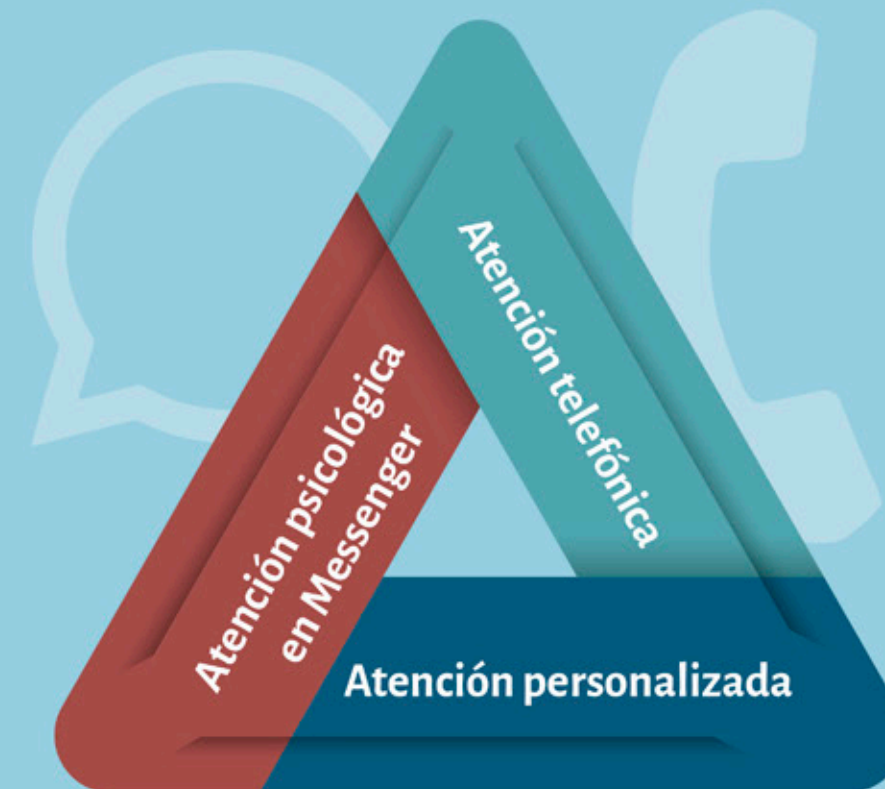 Atención telefónica
Atención psicológica
en Messenger
Atención personalizada